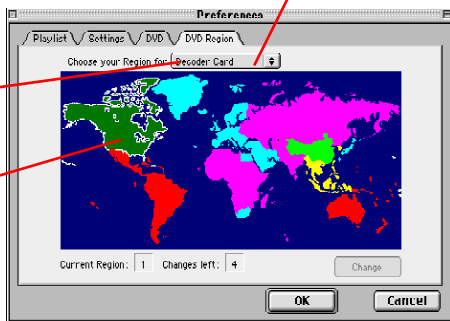 Preferences
Playlist Settings DVD DVD Region
Choose your Region for: Decoder Card
Current Region: 1 Changes left: 4
Change
OK Cancel